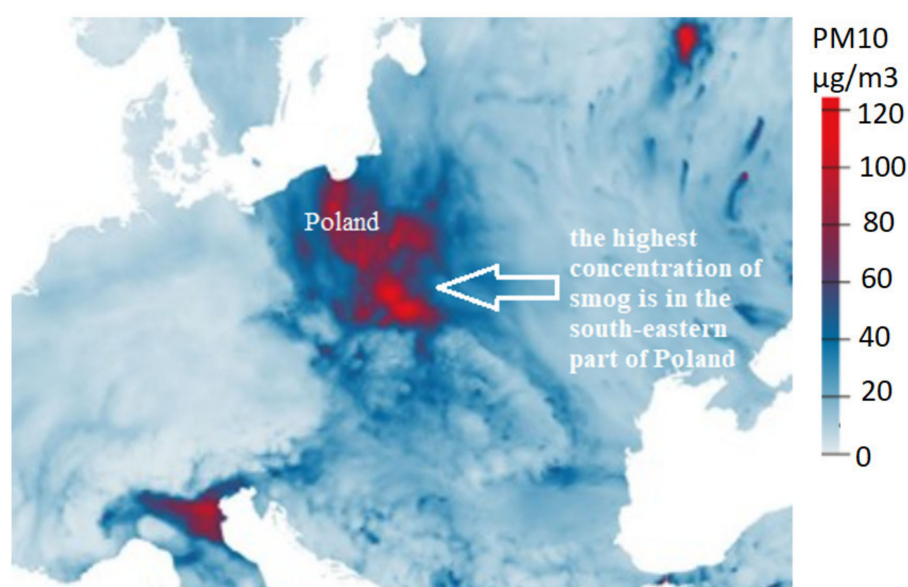 PM10
µg/m3
120
100
80
60
40
20
0
Poland
the highest
concentration of
smog is in the
south-eastern
part of Poland